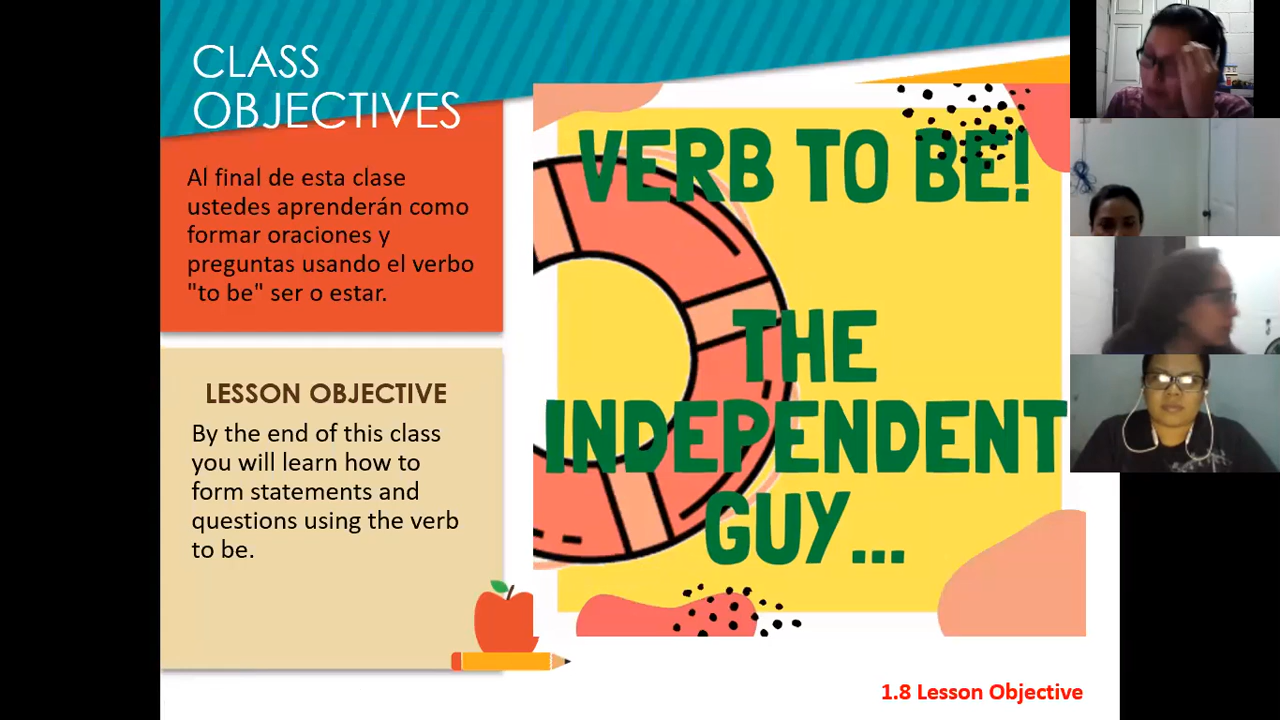 CLASS
OBJECTIVES
Al final de esta clase
ustedes aprenderán como
formar oraciones y
preguntas usando el verbo
"to be" ser o estar.
LESSON OBJECTIVE
By the end of this class
you will learn how to
form statements and
questions using the verb
to be.
VERB TO BE!
THE
INDEPENDENT
GUY...
1.8 Lesson Objective